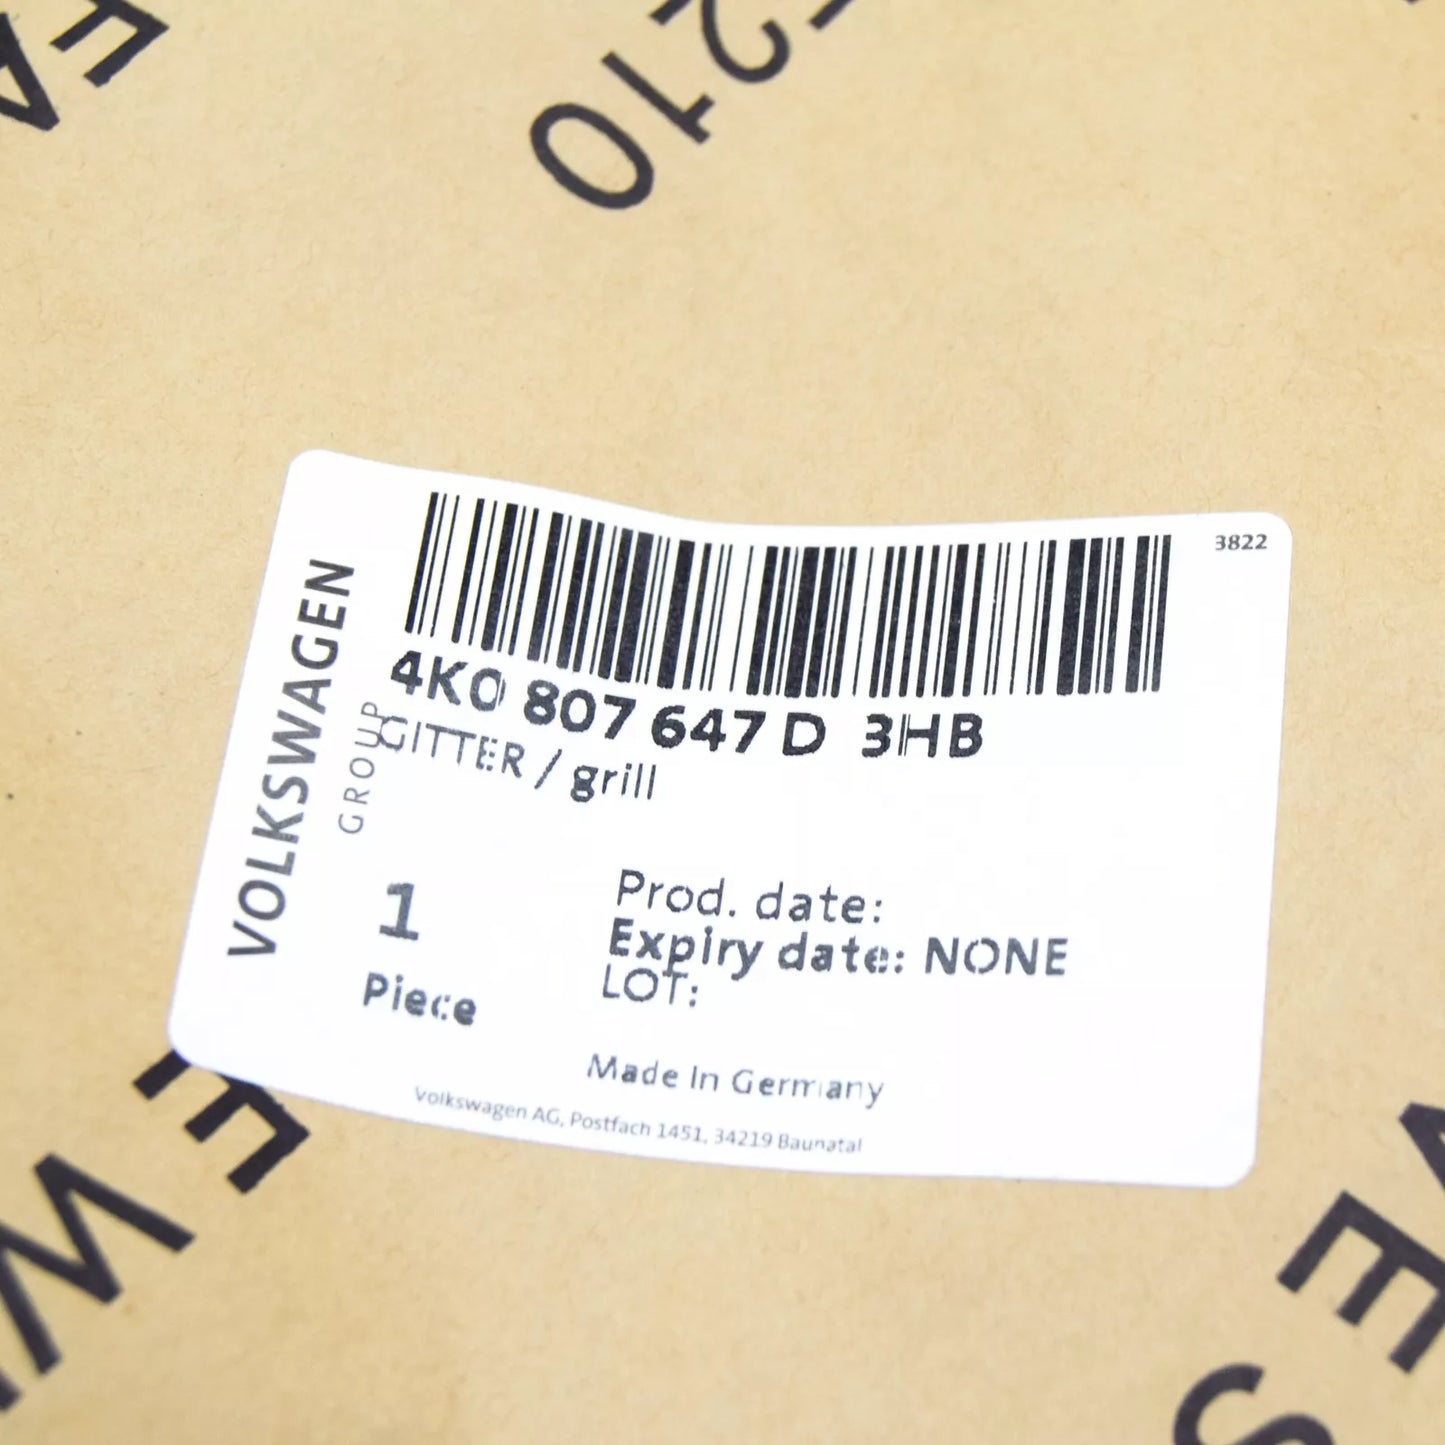 210
3822
VOLKSWAGEN
GROUP
4K0 807 647 D 3HB
GITTER / grill
1
Piece
Prod. date:
Expiry date: NONE
LOT:
Made In Germany
Volkswagen AG, Postfach 1451, 34219 Baunatal